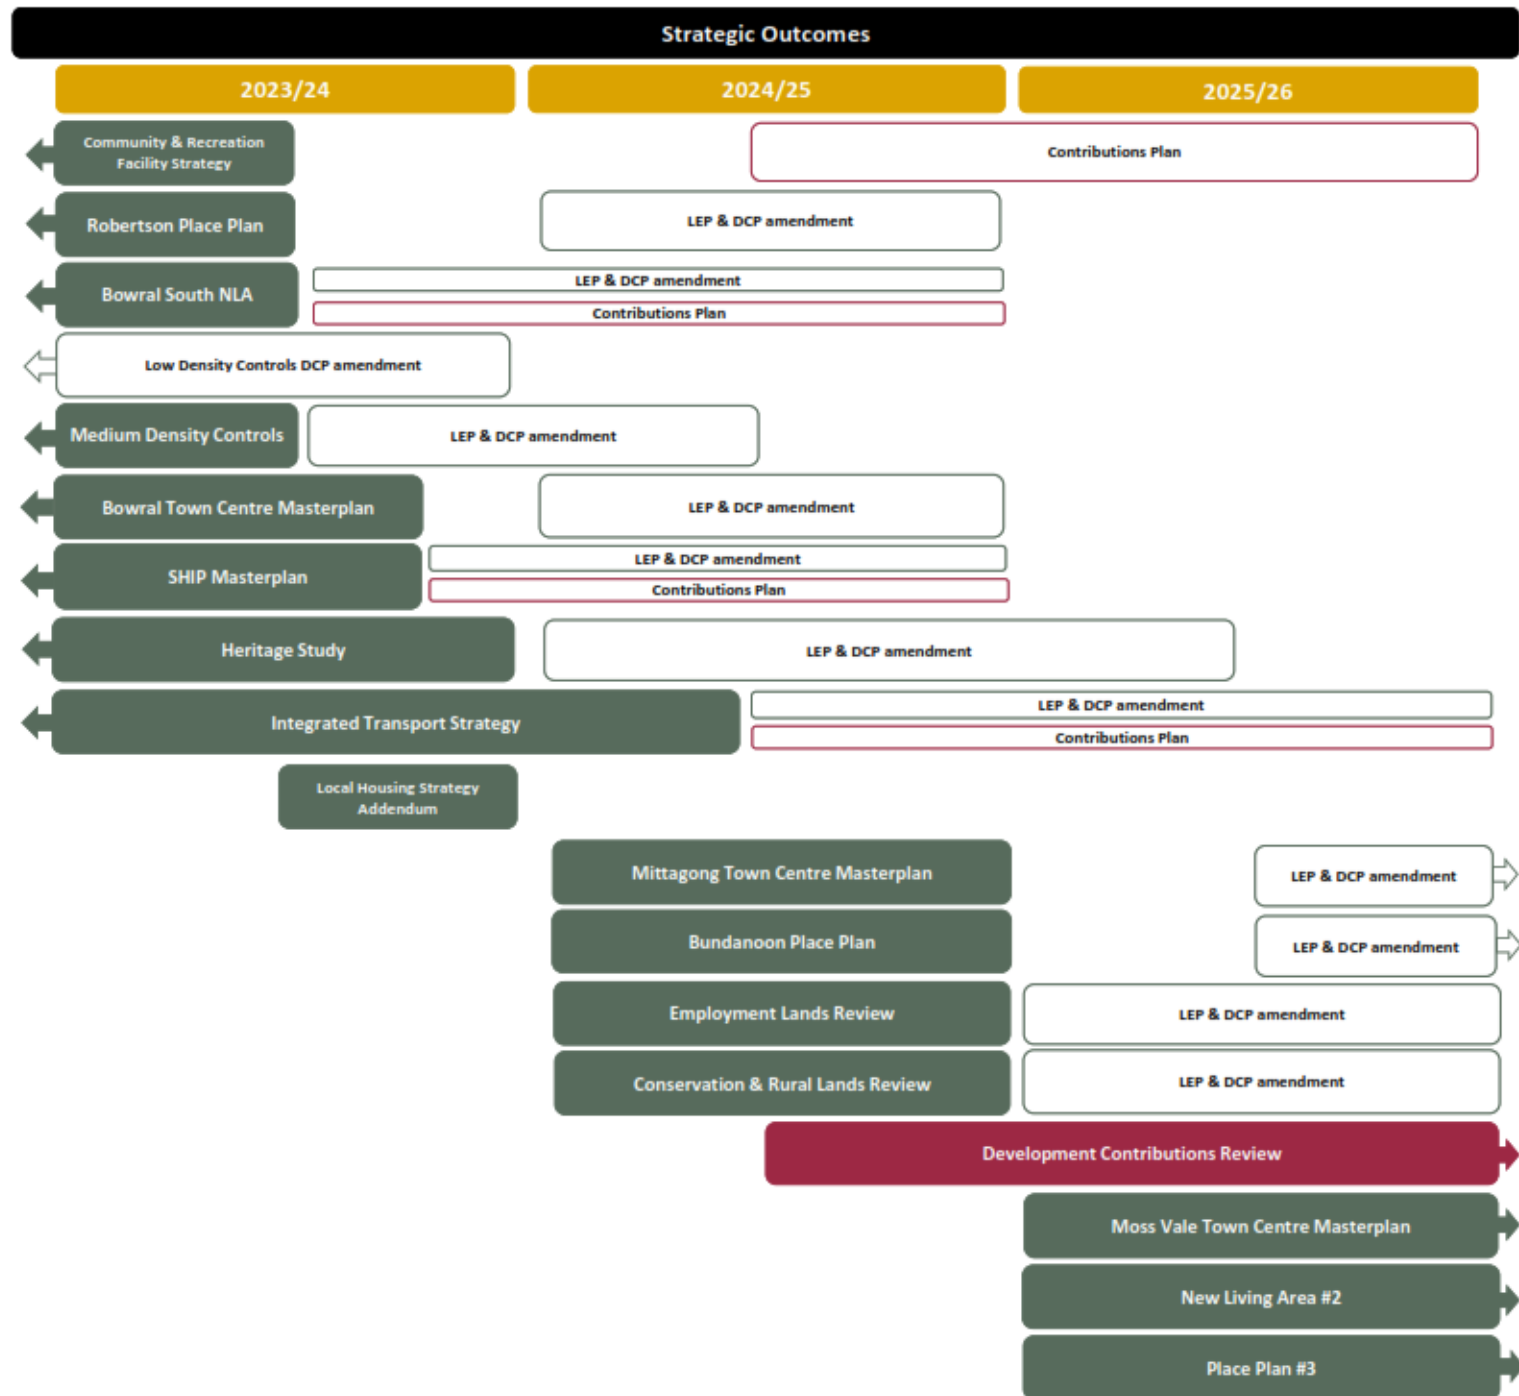 Strategic Outcomes
2023/24
2024/25
2025/26
Community & Recreation
Facility Strategy
Contributions Plan
Robertson Place Plan
LEP & DCP amendment
Bowral South NLA
LEP & DCP amendment
Contributions Plan
Low Density Controls DCP amendment
Medium Density Controls
LEP & DCP amendment
Bowral Town Centre Masterplan
LEP & DCP amendment
SHIP Masterplan
LEP & DCP amendment
Contributions Plan
Heritage Study
LEP & DCP amendment
Integrated Transport Strategy
LEP & DCP amendment
Contributions Plan
Local Housing Strategy
Addendum
Mittagong Town Centre Masterplan
LEP & DCP amendment
Bundanoon Place Plan
LEP & DCP amendment
Employment Lands Review
LEP & DCP amendment
Conservation & Rural Lands Review
LEP & DCP amendment
Development Contributions Review
Moss Vale Town Centre Masterplan
New Living Area #2
Place Plan #3